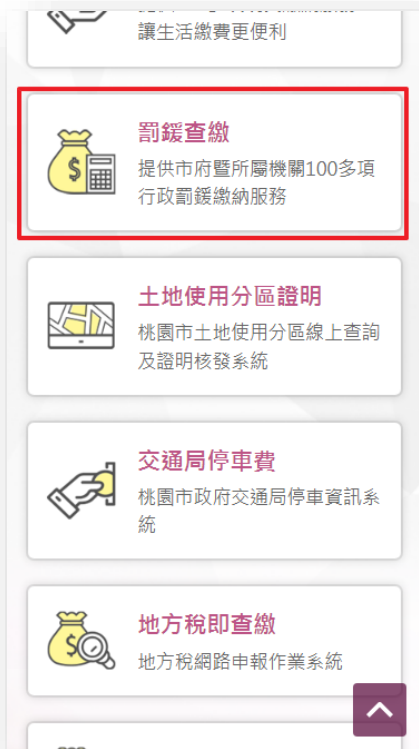 讓生活繳費更便利
罰鍰查繳
提供市府暨所屬機關100多項
行政罰鍰繳納服務
土地使用分區證明
桃園市土地使用分區線上查詢
及證明核發系統
交通局停車費
桃園市政府交通局停車資訊系
統
地方稅即查繳
地方稅網路申報作業系統